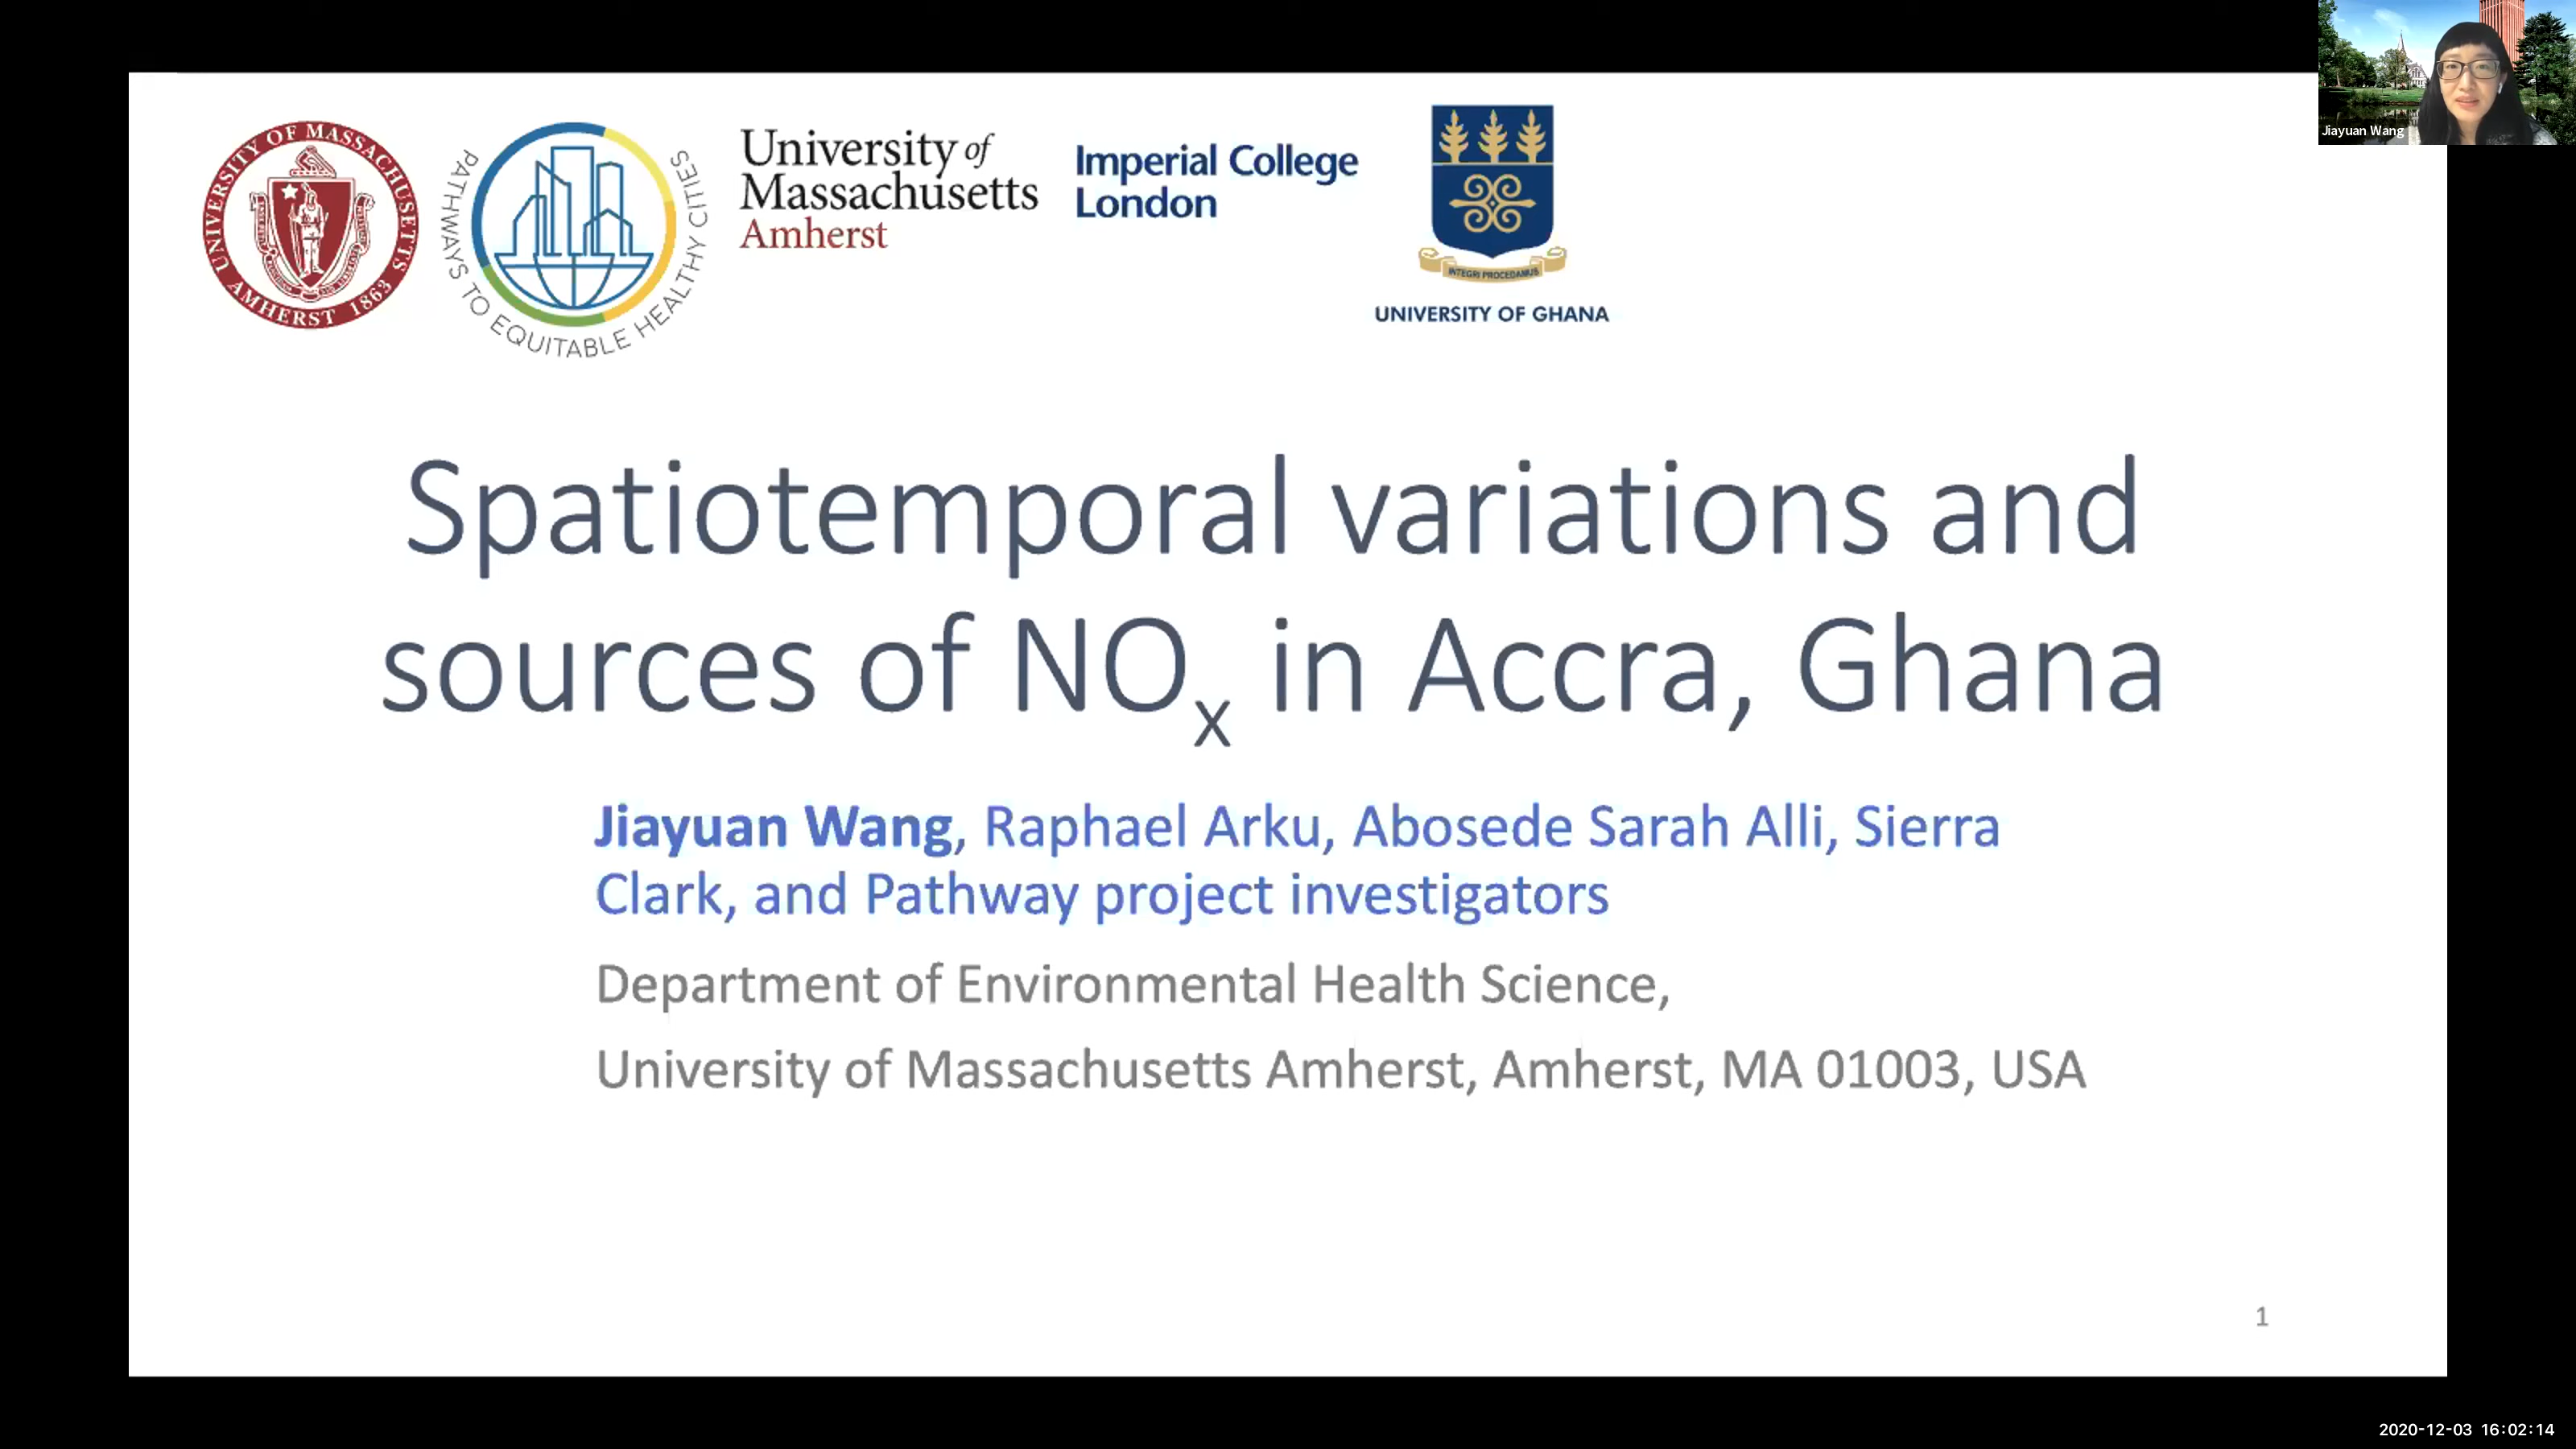 UNIVERSITY OF MASSACHUSETTS
AMHERST 1863
PATHWAYS TO EQUITABLE HEALTHY CITIES
University of
Massachusetts
Amherst
Imperial College
London
INTEGRI PROCEDAMUS
UNIVERSITY OF GHANA
Jiayuan Wang
Spatiotemporal variations and
sources of NOx in Accra, Ghana
Jiayuan Wang, Raphael Arku, Abosede Sarah Alli, Sierra
Clark, and Pathway project investigators
Department of Environmental Health Science,
University of Massachusetts Amherst, Amherst, MA 01003, USA
1
2020-12-03 16:02:14